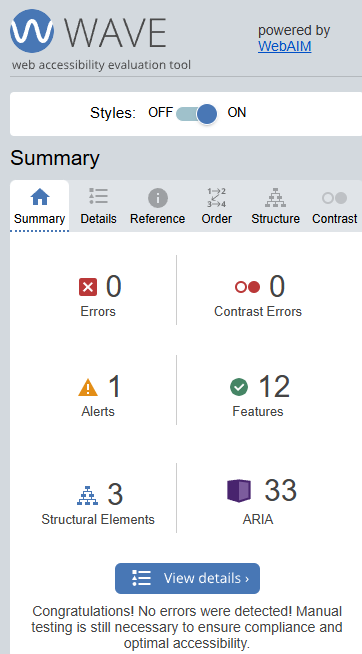 WAVE
web accessibility evaluation tool
powered by
WebAIM
Styles: OFF ON
Summary
Summary Details Reference Order Structure Contrast
0
Errors
0
Contrast Errors
1
Alerts
12
Features
3
Structural Elements
33
ARIA
View details ›
Congratulations! No errors were detected! Manual
testing is still necessary to ensure compliance and
optimal accessibility.